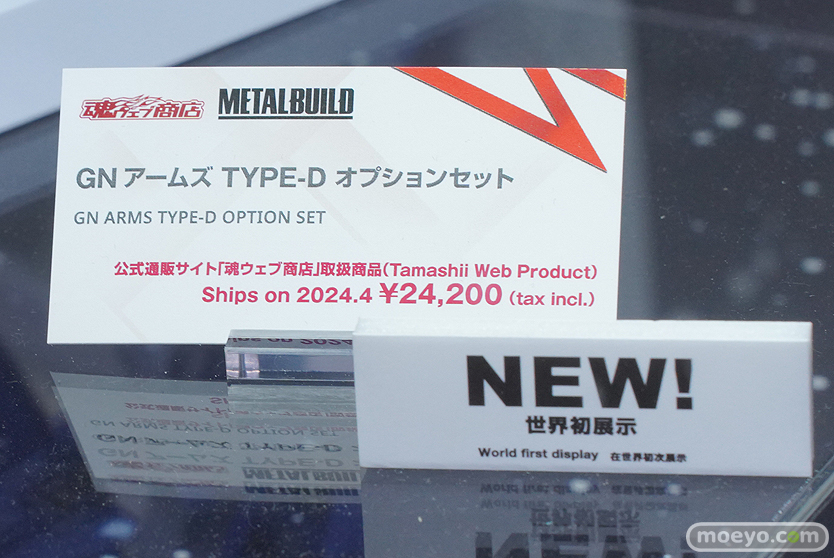 魂ウェブ商店 METAL BUILD
GN アームズ TYPE-D オプションセット
GN ARMS TYPE-D OPTION SET
公式通販サイト「魂ウェブ商店」取扱商品(Tamashii Web Product)
Ships on 2024.4 ¥24,200 (tax incl.)
NEW!
世界初展示
World first display 在世界初次展示
moeyo.com